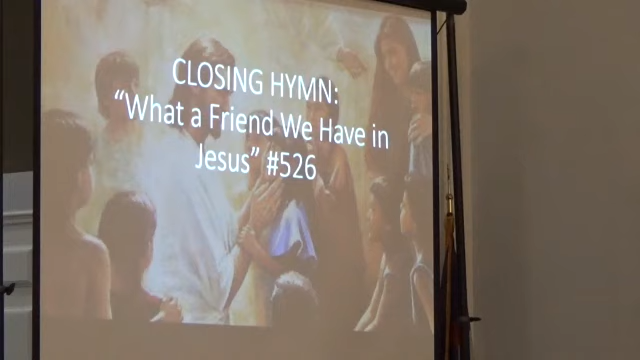 CLOSING HYMN:
“What a Friend We Have in
Jesus” #526